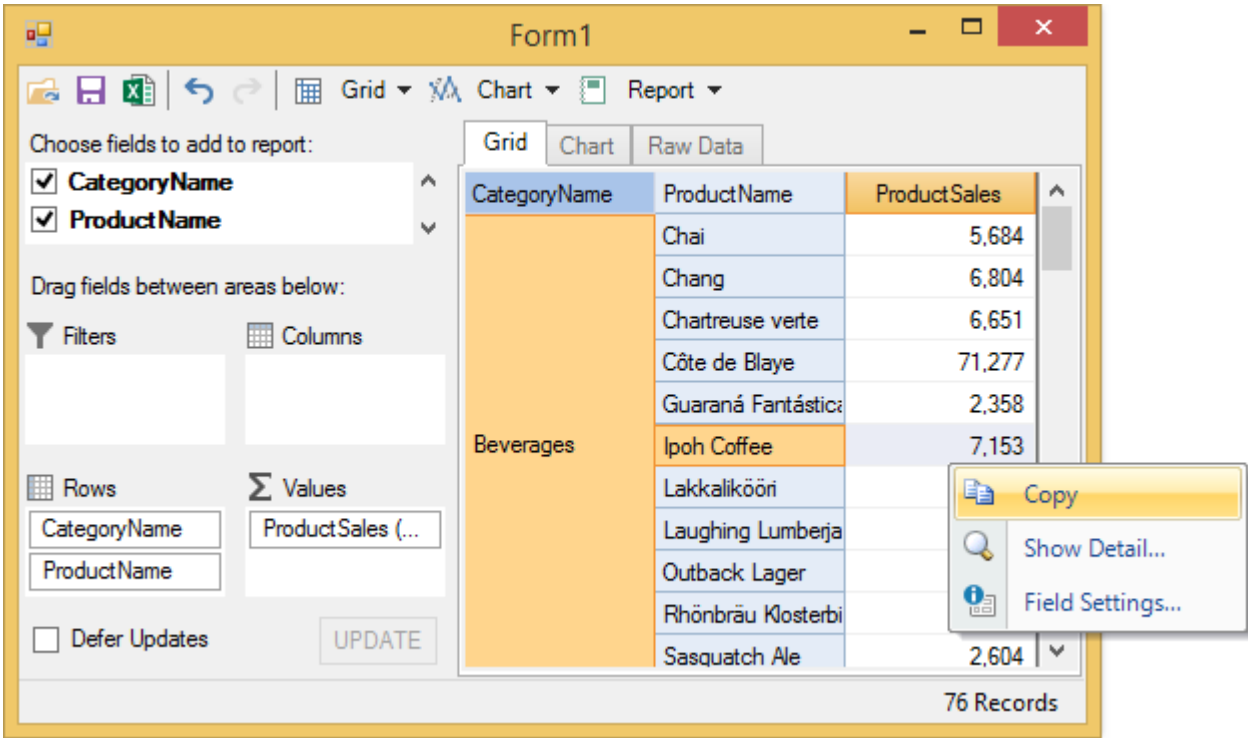 Form1
Grid Chart Report
Choose fields to add to report:
CategoryName
ProductName
Drag fields between areas below:
Filters
Columns
Rows
CategoryName
ProductName
Values
ProductSales (...
Defer Updates
UPDATE
Grid Chart Raw Data
CategoryName ProductName ProductSales
Chai 5,684
Chang 6,804
Chartreuse verte 6,651
Côte de Blaye 71,277
Guaraná Fantástica 2,358
Beverages Ipoh Coffee 7,153
Lakkalikööri
Laughing Lumberja
Outback Lager
Rhönbräu Klosterbi
Sasquatch Ale 2,604
Copy
Show Detail...
Field Settings...
76 Records